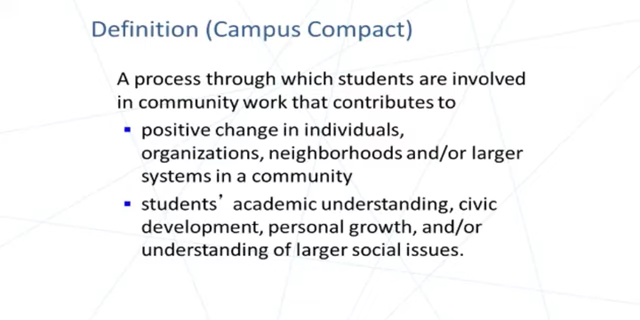 Definition (Campus Compact)
A process through which students are involved
in community work that contributes to
▪ positive change in individuals,
organizations, neighborhoods and/or larger
systems in a community
▪ students’ academic understanding, civic
development, personal growth, and/or
understanding of larger social issues.